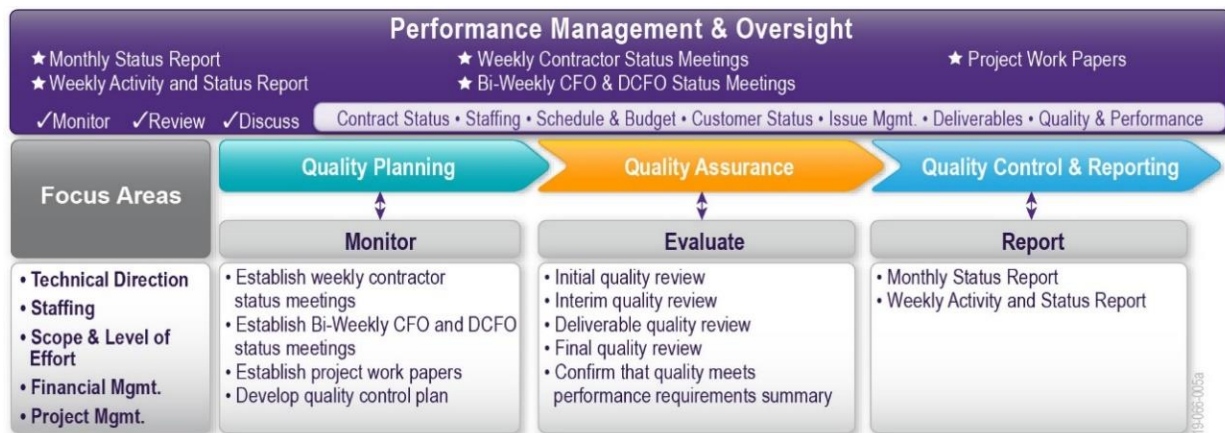 Performance Management & Oversight
★ Monthly Status Report
★ Weekly Contractor Status Meetings
★ Project Work Papers
★ Weekly Activity and Status Report
★ Bi-Weekly CFO & DCFO Status Meetings
✓Monitor ✓Review ✓Discuss
Contract Status • Staffing • Schedule & Budget • Customer Status • Issue Mgmt. • Deliverables • Quality & Performance
Focus Areas
• Technical Direction
• Staffing
• Scope & Level of
Effort
• Financial Mgmt.
• Project Mgmt.
Quality Planning
Monitor
• Establish weekly contractor
status meetings
• Establish Bi-Weekly CFO and DCFO
status meetings
• Establish project work papers
• Develop quality control plan
Quality Assurance
Evaluate
• Initial quality review
• Interim quality review
• Deliverable quality review
• Final quality review
• Confirm that quality meets
performance requirements summary
Quality Control & Reporting
Report
• Monthly Status Report
• Weekly Activity and Status Report
19-066-005a